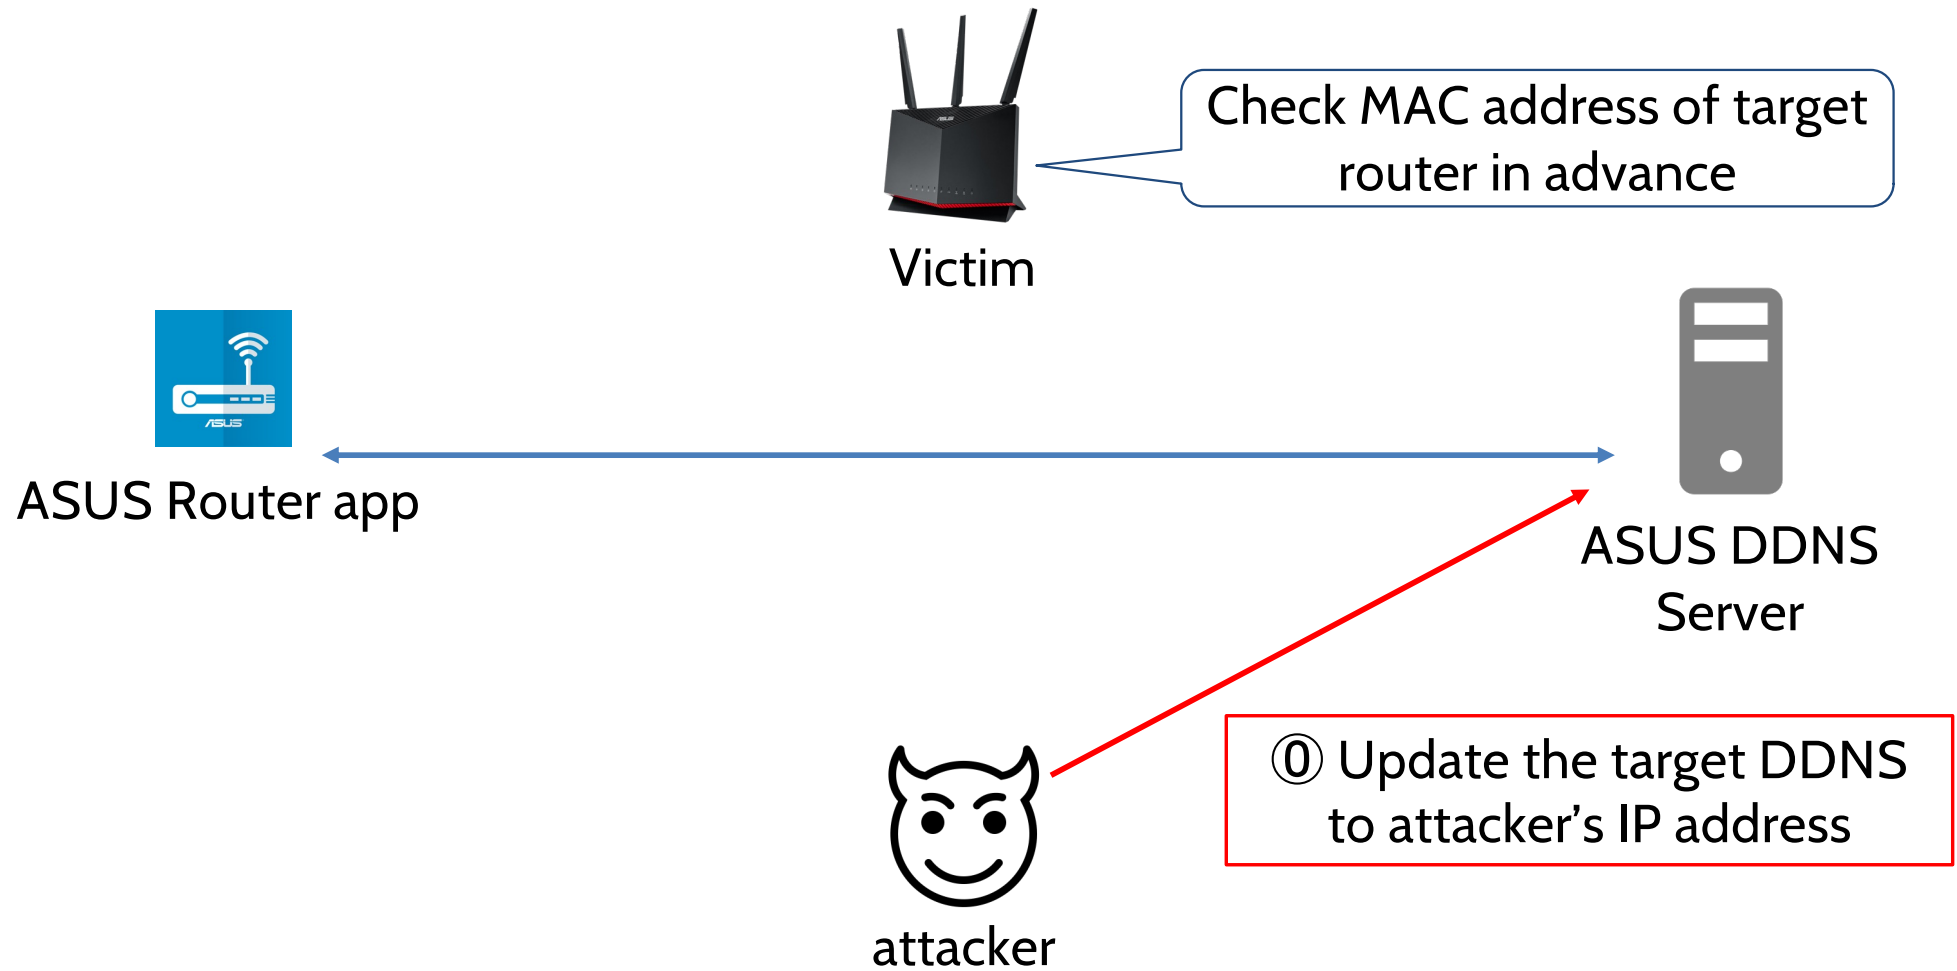 Check MAC address of target
router in advance
Victim
ASUS
ASUS Router app
ASUS DDNS
Server
⓪ Update the target DDNS
to attacker’s IP address
attacker